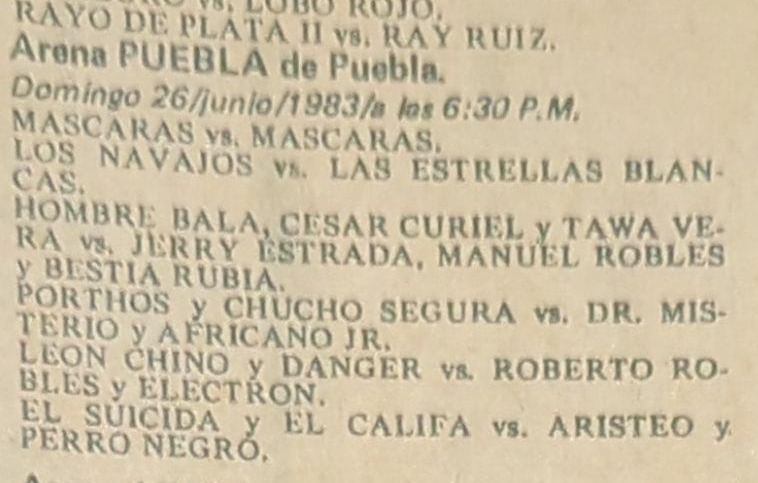 vs. LOBO ROJO.
RAYO DE PLATA II vs. RAY RUIZ.
Arena PUEBLA de Puebla.
Domingo 26/junio/1983/a las 6:30 P.M.
MASCARAS vs. MASCARAS.
LOS NAVAJOS vs. LAS ESTRELLAS BLAN-
CAS.
HOMBRE BALA, CESAR CURIEL y TAWA VE-
RA vs. JERRY ESTRADA, MANUEL ROBLES
y BESTIA RUBIA.
PORTHOS y CHUCHO SEGURA vs. DR. MIS-
TERIO y AFRICANO JR.
LEON CHINO y DANGER vs. ROBERTO RO-
BLES y ELECTRON.
EL SUICIDA y EL CALIFA vs. ARISTEO y
PERRO NEGRO.